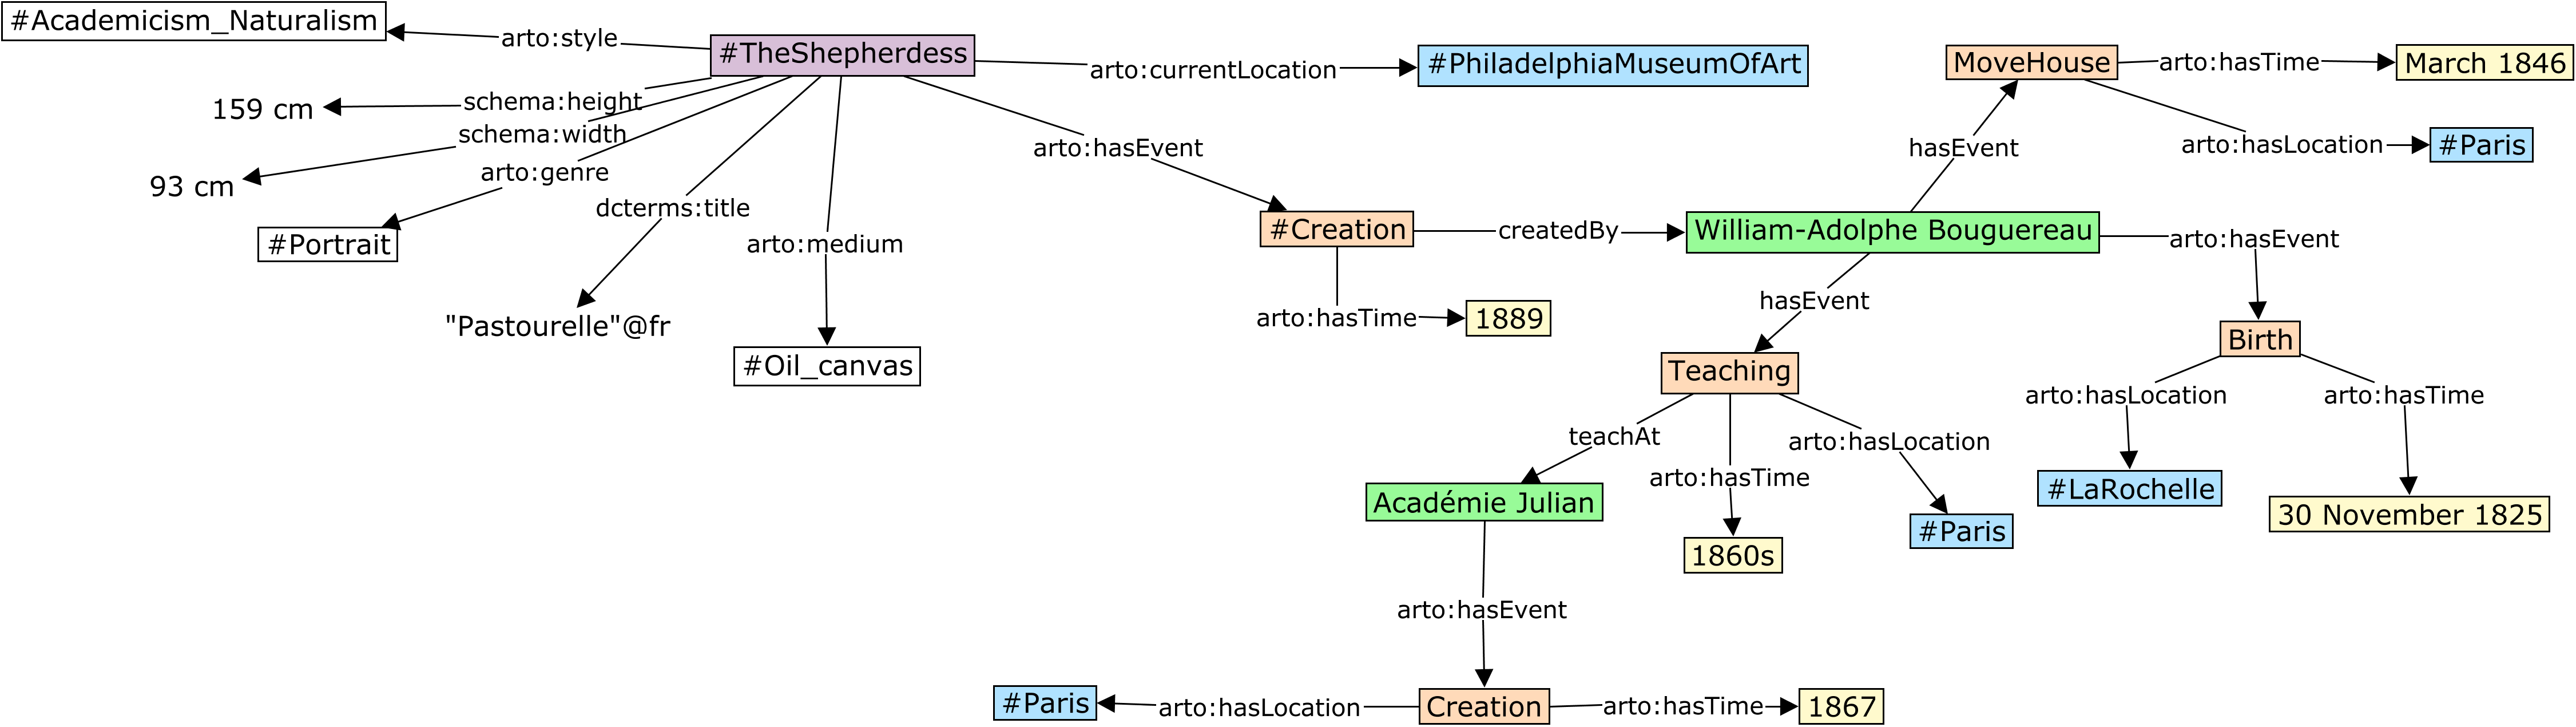 #Academicism_Naturalism
arto:style
#TheShepherdess
arto:currentLocation
#PhiladelphiaMuseumOfArt
MoveHouse
arto:hasTime
March 1846
159 cm
schema:height
schema:width
93 cm
arto:genre
#Portrait
dcterms:title
"Pastourelle"@fr
arto:medium
#Oil_canvas
arto:hasEvent
#Creation
createdBy
William-Adolphe Bouguereau
arto:hasTime
1889
hasEvent
arto:hasLocation
#Paris
arto:hasEvent
Birth
arto:hasLocation
#LaRochelle
arto:hasTime
30 November 1825
hasEvent
Teaching
teachAt
Académie Julian
arto:hasTime
1860s
arto:hasLocation
#Paris
arto:hasEvent
#Paris
arto:hasLocation
Creation
arto:hasTime
1867